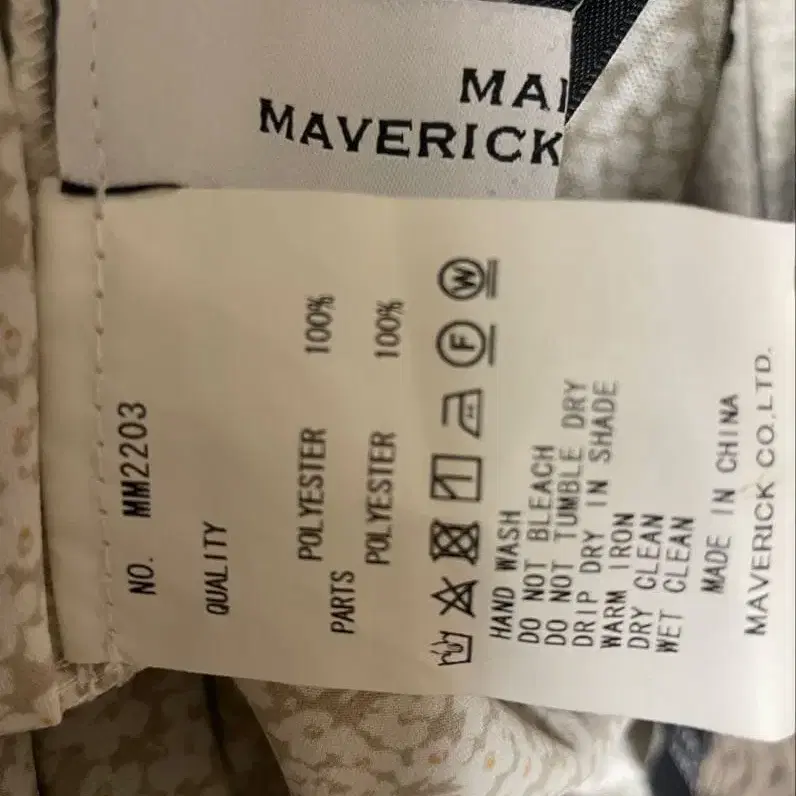 MAVERICK
NO. MM2203
QUALITY
POLYESTER 100%
PARTS
POLYESTER 100%
W
F
HAND WASH
DO NOT BLEACH
DO NOT TUMBLE DRY
DRIP DRY IN SHADE
WARM IRON
DRY CLEAN
WET CLEAN
MADE IN CHINA
MAVERICK CO.,LTD.